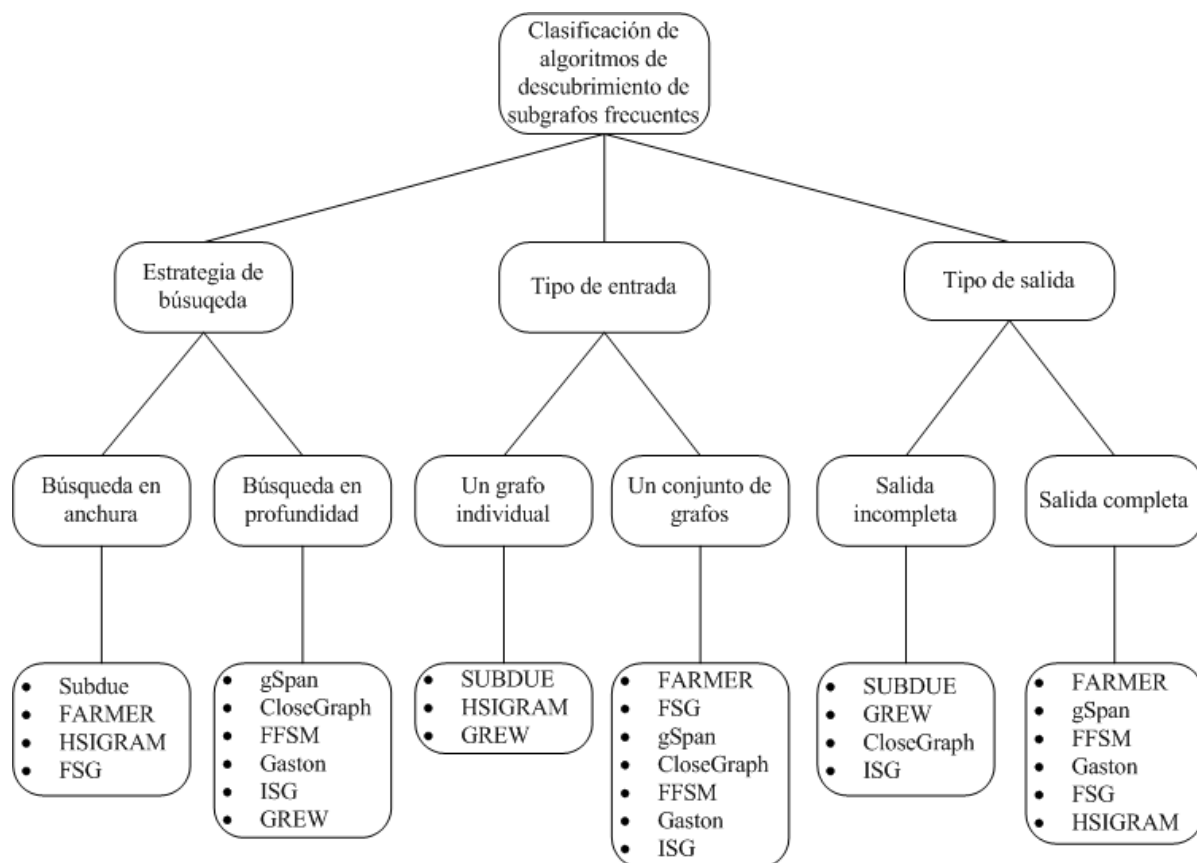 Clasificación de
algoritmos de
descubrimiento de
subgrafos frecuentes
Estrategia de
búsuqeda
Tipo de entrada
Tipo de salida
Búsqueda en
anchura
Búsqueda en
profundidad
Un grafo
individual
Un conjunto de
grafos
Salida
incompleta
Salida completa
• Subdue
• FARMER
• HSIGRAM
• FSG
• gSpan
• CloseGraph
• FFSM
• Gaston
• ISG
• GREW
• SUBDUE
• HSIGRAM
• GREW
• FARMER
• FSG
• gSpan
• CloseGraph
• FFSM
• Gaston
• ISG
• SUBDUE
• GREW
• CloseGraph
• ISG
• FARMER
• gSpan
• FFSM
• Gaston
• FSG
• HSIGRAM